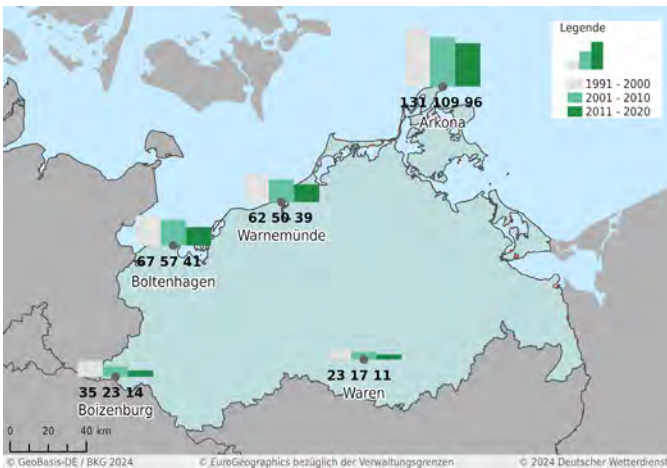 Legende
1991 - 2000
2001 - 2010
2011 - 2020
131 109 96
Arkona
62 50 39
Warnemünde
67 57 41
Boltenhagen
23 17 11
Waren
35 23 14
Boizenburg
0 20 40 km
© GeoBasis-DE / BKG 2024 © EuroGeographics bezüglich der Verwaltungsgrenzen © 2024 Deutscher Wetterdienst